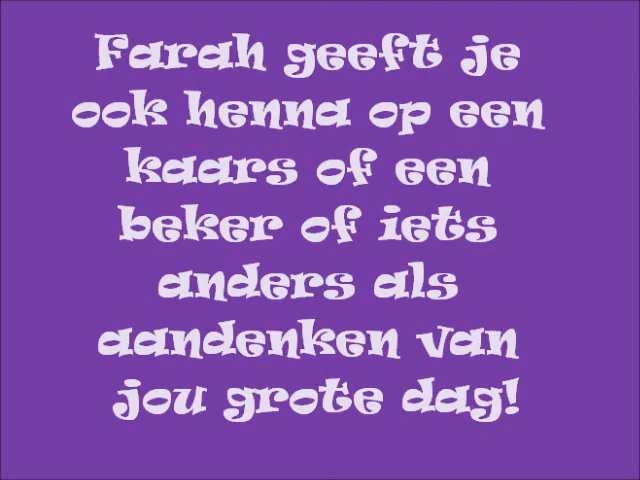 Farah geeft je
ook henna op een
kaars of een
beker of iets
anders als
aandenken van
jou grote dag!